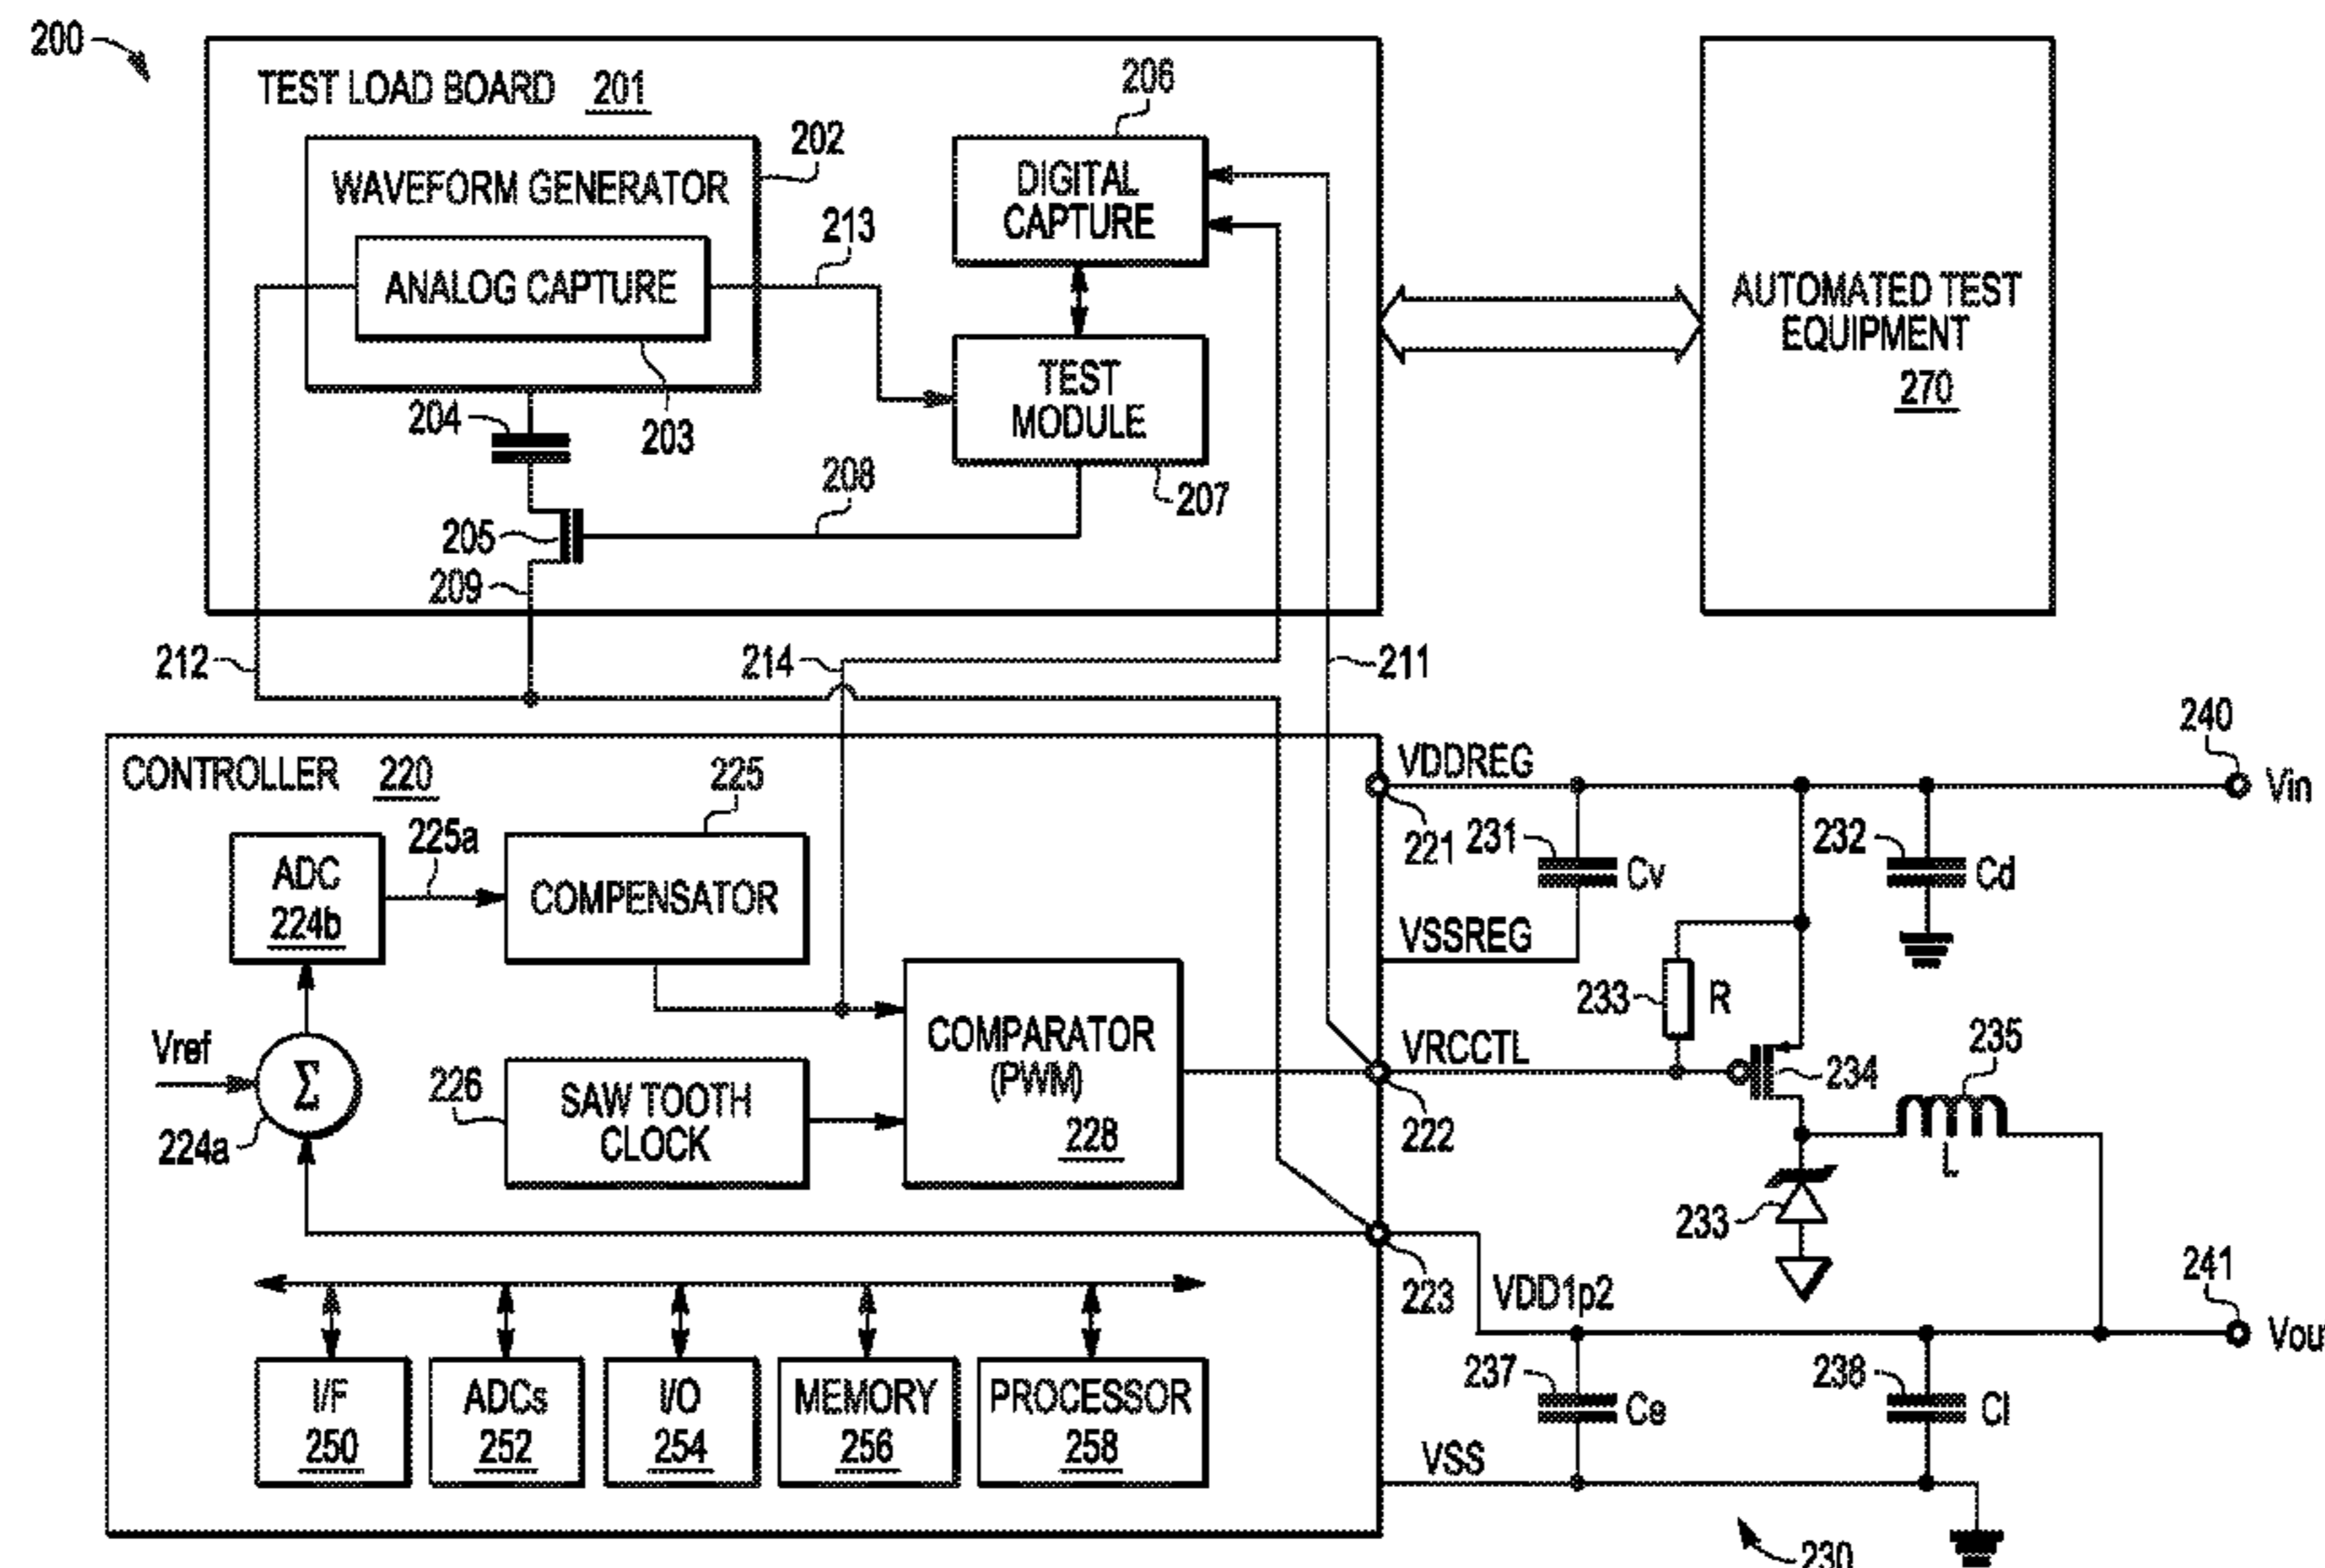 200
TEST LOAD BOARD 201
206
202
WAVEFORM GENERATOR
DIGITAL
CAPTURE
213
ANALOG CAPTURE
AUTOMATED TEST
EQUIPMENT
270
TEST
MODULE
204
203
208
207
205
209
212
214
211
240
CONTROLLER 220
225
VDDREG
Vin
225a
221
231
232
ADC
224b
COMPENSATOR
Cv
Cd
VSSREG
233
R
Vref
Σ
COMPARATOR
(PWM)
228
VRCCTL
235
226
SAW TOOTH
CLOCK
234
224a
222
L
233
223
VDD1p2
241
Vou
237
Ce
238
Cl
I/F
250
ADCs
252
I/O
254
MEMORY
256
PROCESSOR
258
VSS
230